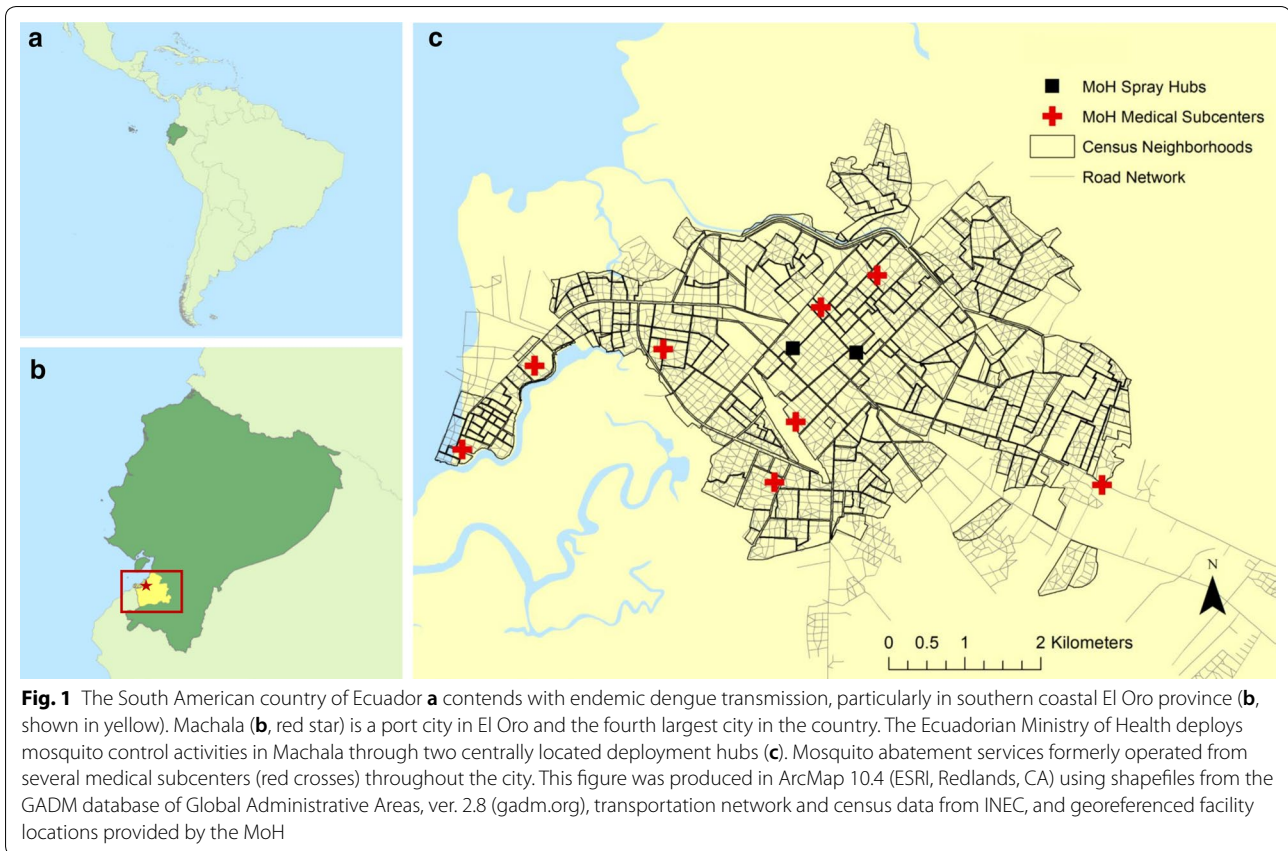 a
b
c
MoH Spray Hubs
MoH Medical Subcenters
Census Neighborhoods
Road Network
N
0 0.5 1 2 Kilometers
Fig. 1 The South American country of Ecuador a contends with endemic dengue transmission, particularly in southern coastal El Oro province (b,
shown in yellow). Machala (b, red star) is a port city in El Oro and the fourth largest city in the country. The Ecuadorian Ministry of Health deploys
mosquito control activities in Machala through two centrally located deployment hubs (c). Mosquito abatement services formerly operated from
several medical subcenters (red crosses) throughout the city. This figure was produced in ArcMap 10.4 (ESRI, Redlands, CA) using shapefiles from the
GADM database of Global Administrative Areas, ver. 2.8 (gadm.org), transportation network and census data from INEC, and georeferenced facility
locations provided by the MoH